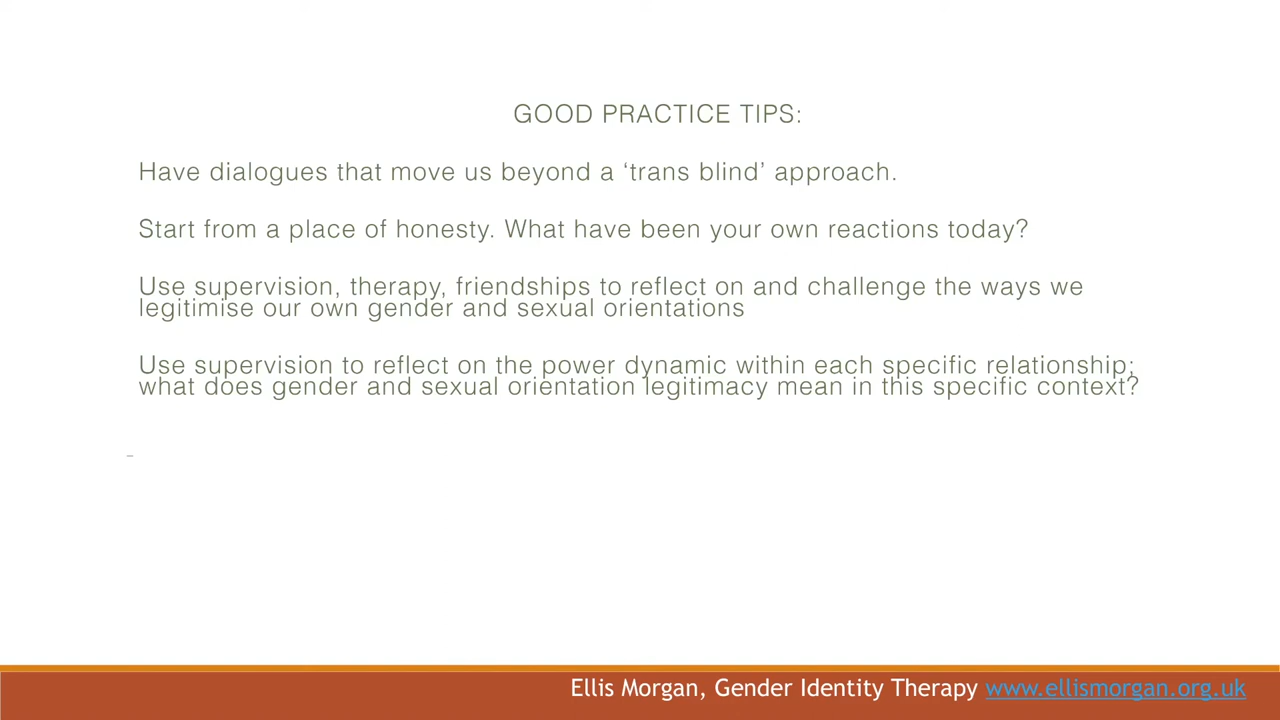 GOOD PRACTICE TIPS:
Have dialogues that move us beyond a ‘trans blind’ approach.
Start from a place of honesty. What have been your own reactions today?
Use supervision, therapy, friendships to reflect on and challenge the ways we
legitimise our own gender and sexual orientations
Use supervision to reflect on the power dynamic within each specific relationship;
what does gender and sexual orientation legitimacy mean in this specific context?
–
Ellis Morgan, Gender Identity Therapy www.ellismorgan.org.uk